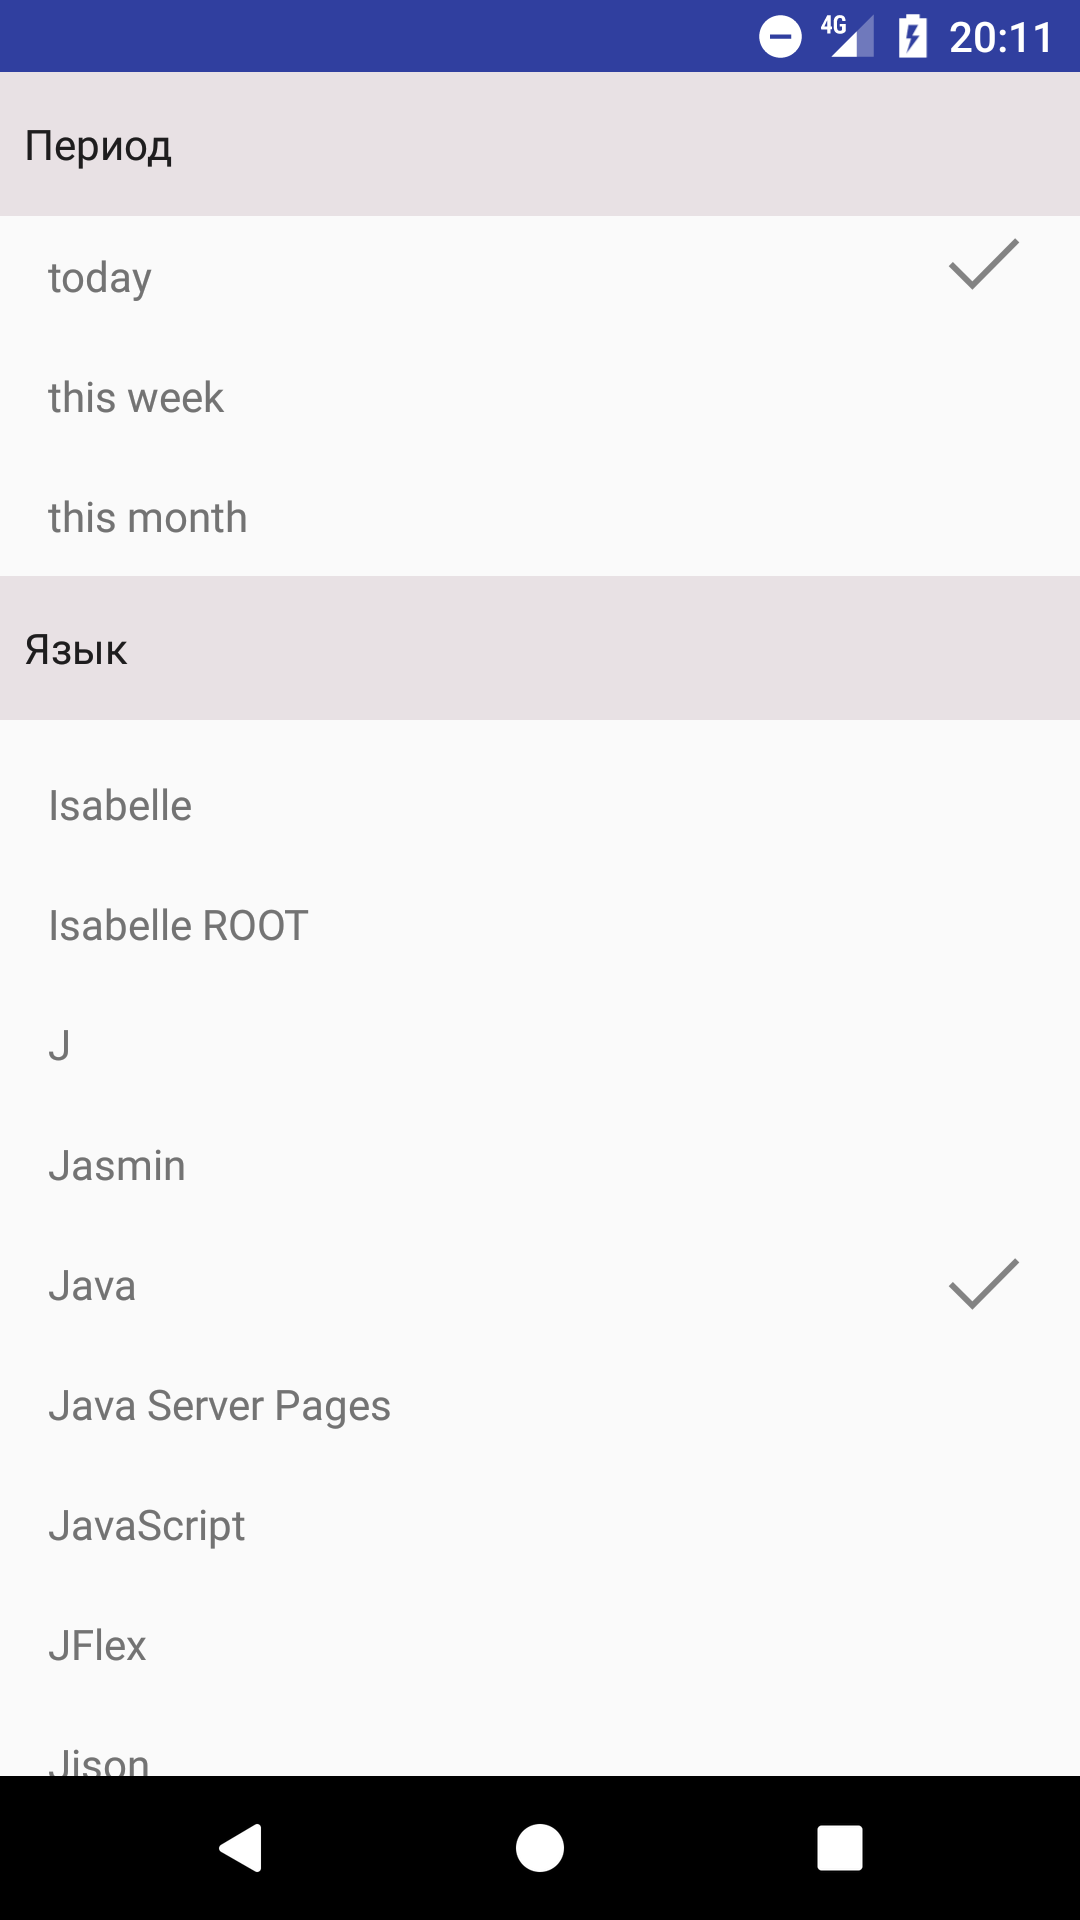 4G 20:11
Период
today
this week
this month
Язык
Isabelle
Isabelle ROOT
J
Jasmin
Java
Java Server Pages
JavaScript
JFlex
Jison